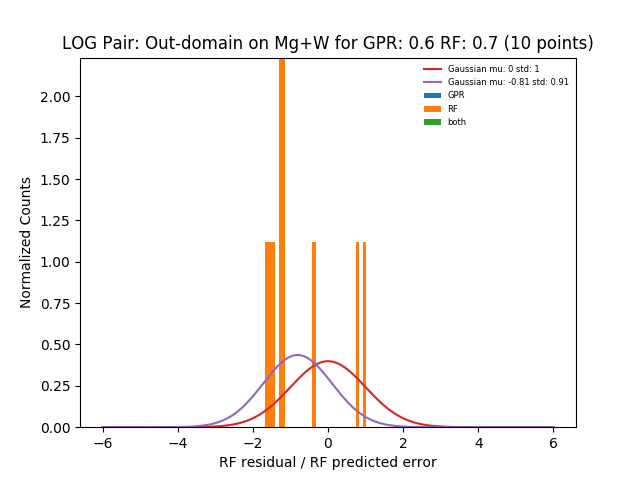 LOG Pair: Out-domain on Mg+W for GPR: 0.6 RF: 0.7 (10 points)
Gaussian mu: 0 std: 1
Gaussian mu: -0.81 std: 0.91
GPR
RF
both
Normalized Counts
2.00
1.75
1.50
1.25
1.00
0.75
0.50
0.25
0.00
−6 −4 −2 0 2 4 6
RF residual / RF predicted error